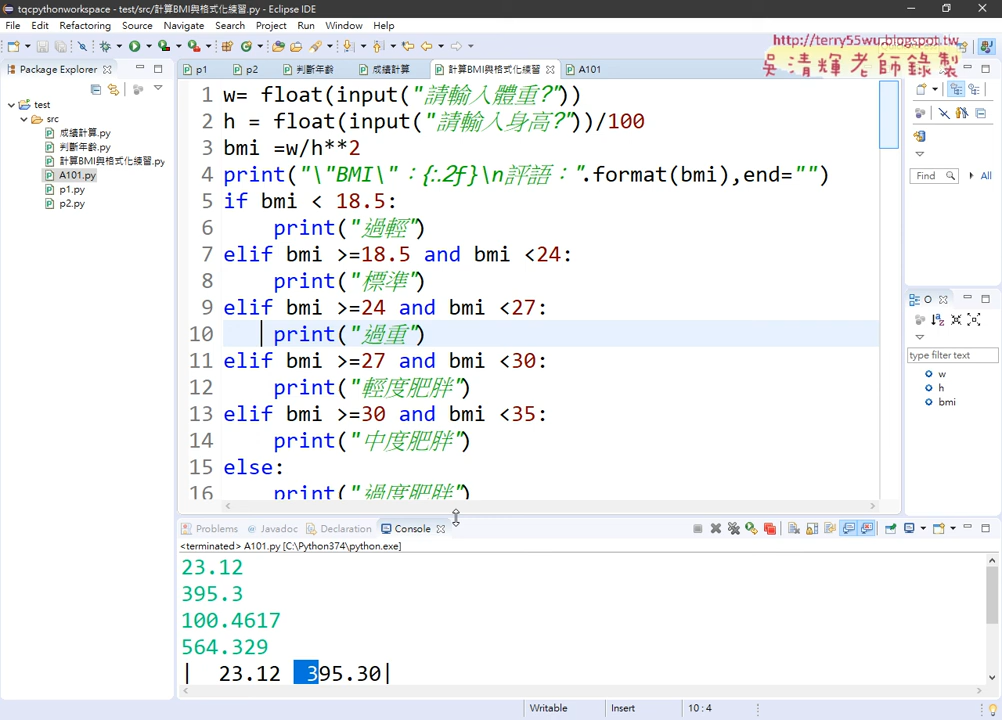 tqcpythonworkspace - test/src/計算BMI與格式化練習.py - Eclipse IDE
File Edit Refactoring Source Navigate Search Project Run Window Help
http://terry55wu.blogspot.tw
吳清輝老師錄製
Package Explorer
p1 p2 判斷年齡 成績計算 計算BMI與格式化練習 A101
test
src
成績計算.py
判斷年齡.py
計算BMI與格式化練習.py
A101.py
p1.py
p2.py
1 w= float(input("請輸入體重?"))
2 h = float(input("請輸入身高?"))/100
3 bmi =w/h**2
4 print("\"BMI\"：{:.2f}\n評語：".format(bmi),end="")
5 if bmi < 18.5:
6 print("過輕")
7 elif bmi >=18.5 and bmi <24:
8 print("標準")
9 elif bmi >=24 and bmi <27:
10 print("過重")
11 elif bmi >=27 and bmi <30:
12 print("輕度肥胖")
13 elif bmi >=30 and bmi <35:
14 print("中度肥胖")
15 else:
16 print("過度肥胖")
Find All
O
type filter text
w
h
bmi
Problems Javadoc Declaration Console
<terminated> A101.py [C:\Python374\python.exe]
23.12
395.3
100.4617
564.329
|  23.12  395.30|
Writable Insert 10 : 4